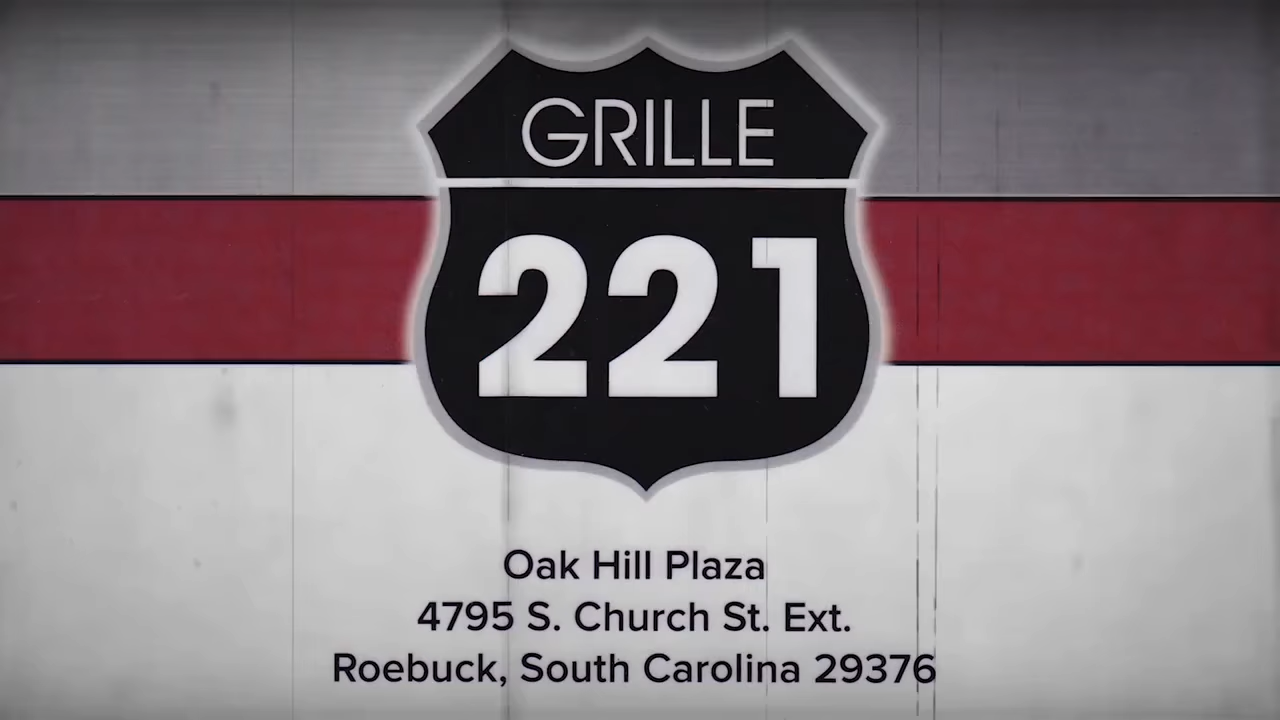 GRILLE
221
Oak Hill Plaza
4795 S. Church St. Ext.
Roebuck, South Carolina 29376